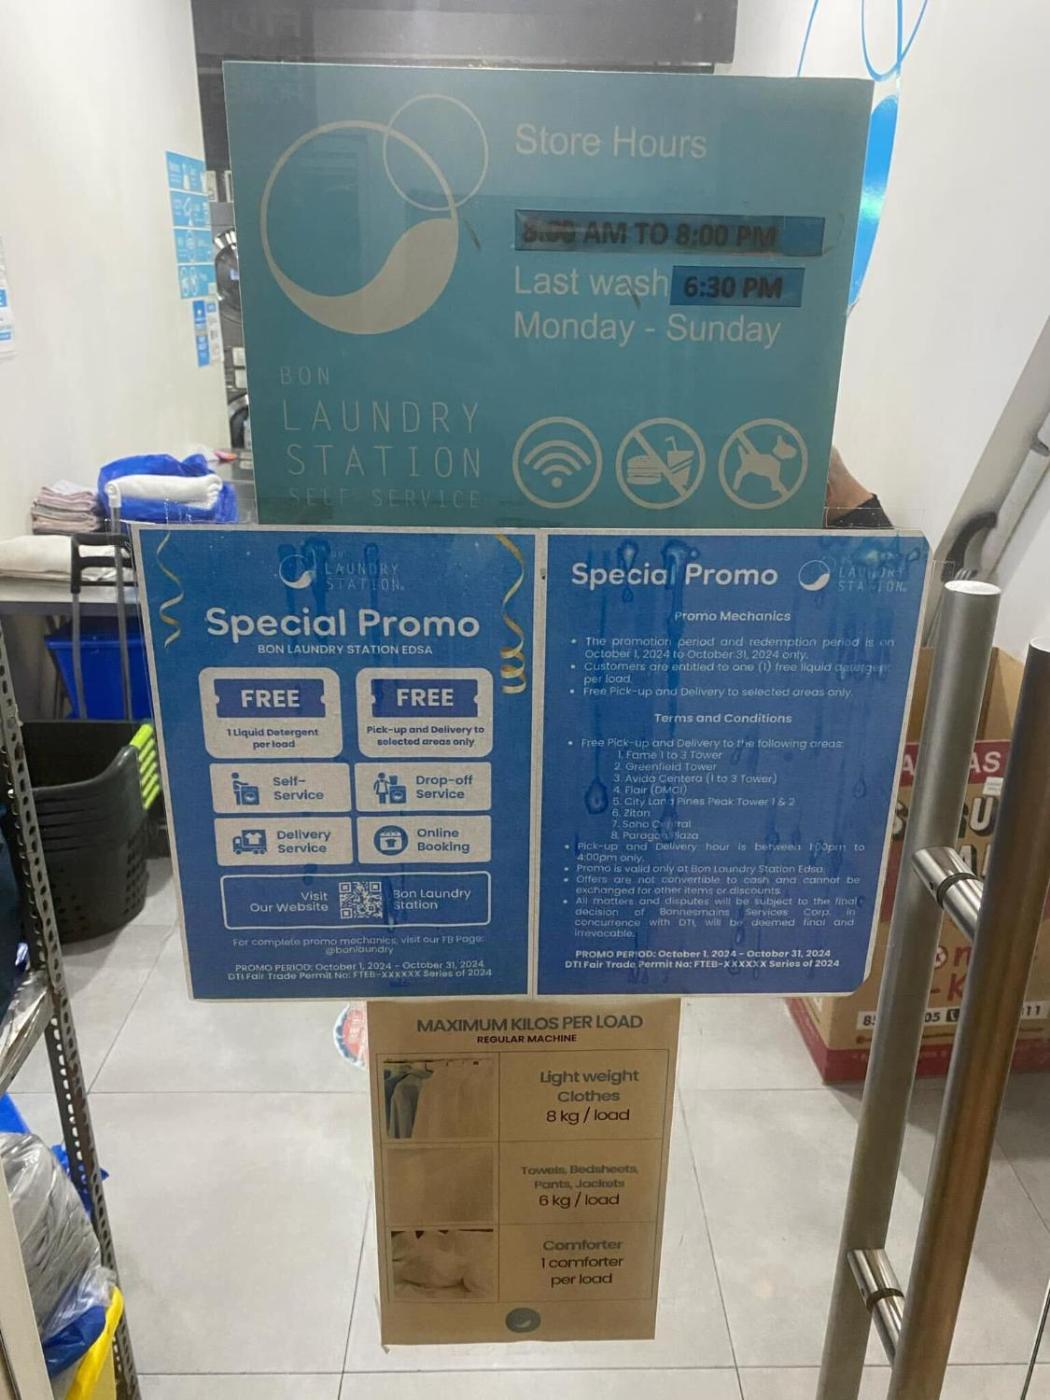 Store Hours
AM TO 8:00 PM
Last wash 6:30 PM
Monday - Sunday
BON
LAUNDRY
STATION
SELF SERVICE
LAUNDRY
STATION
Special Promo
BON LAUNDRY STATION EDSA
FREE
1 Liquid Detergent
per load
FREE
Pick-up and Delivery to
selected areas only
Self-
Service
Drop-off
Service
Delivery
Service
Online
Booking
Visit
Our Website
Bon Laundry
Station
For complete promo mechanics, visit our FB Page:
@bonlaundry
PROMO PERIOD: October 1, 2024 - October 31, 2024
DTI Fair Trade Permit No: FTEB-XXXXXX Series of 2024
Special Promo
LAUNDRY
STATION
Promo Mechanics
• The promotion period and redemption period is on
October 1, 2024 to October 31, 2024 only.
• Customers are entitled to one (1) free liquid detergent
per load.
• Free Pick-up and Delivery to selected areas only.
Terms and Conditions
• Free Pick-up and Delivery to the following areas:
1. Fame 1 to 3 Tower
2. Greenfield Tower
3. Avida Centera (1 to 3 Tower)
4. Flair (DMCI)
5. City Land Pines Peak Tower 1 & 2
6. Zitan
7. Soho Central
8. Paragon Plaza
• Pick-up and Delivery hour is between 1:00pm to
4:00pm only.
• Promo is valid only at Bon Laundry Station Edsa.
• Offers are not convertible to cash and cannot be
exchanged for other items or discounts.
• All matters and disputes will be subject to the final
decision of Bonnesmains Services Corp. in
concurrence with DTI, will be deemed final and
irrevocable.
PROMO PERIOD: October 1, 2024 - October 31, 2024
DTI Fair Trade Permit No: FTEB-XXXXXX Series of 2024
MAXIMUM KILOS PER LOAD
REGULAR MACHINE
Light weight
Clothes
8 kg / load
Towels, Bedsheets,
Pants, Jackets
6 kg / load
Comforter
1 comforter
per load